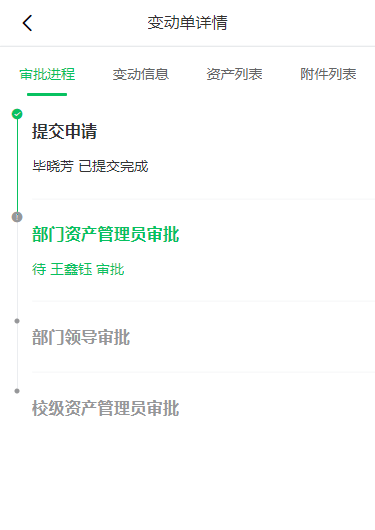 变动单详情
审批进程 变动信息 资产列表 附件列表
提交申请
毕晓芳 已提交完成
部门资产管理员审批
待 王鑫钰 审批
部门领导审批
校级资产管理员审批